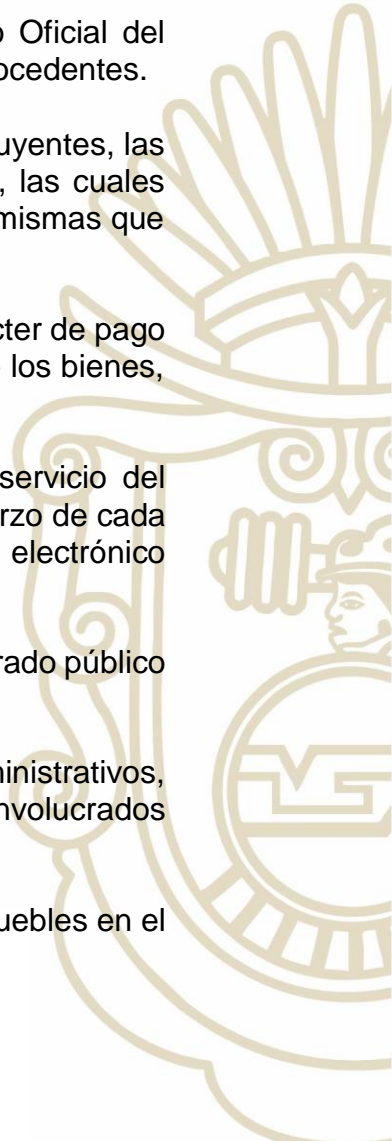 Oficial del
ocedentes.
uyentes, las
, las cuales
mismas que
cter de pago
los bienes,
servicio del
rzo de cada
electrónico
rado público
ministrativos,
nvolucrados
uebles en el